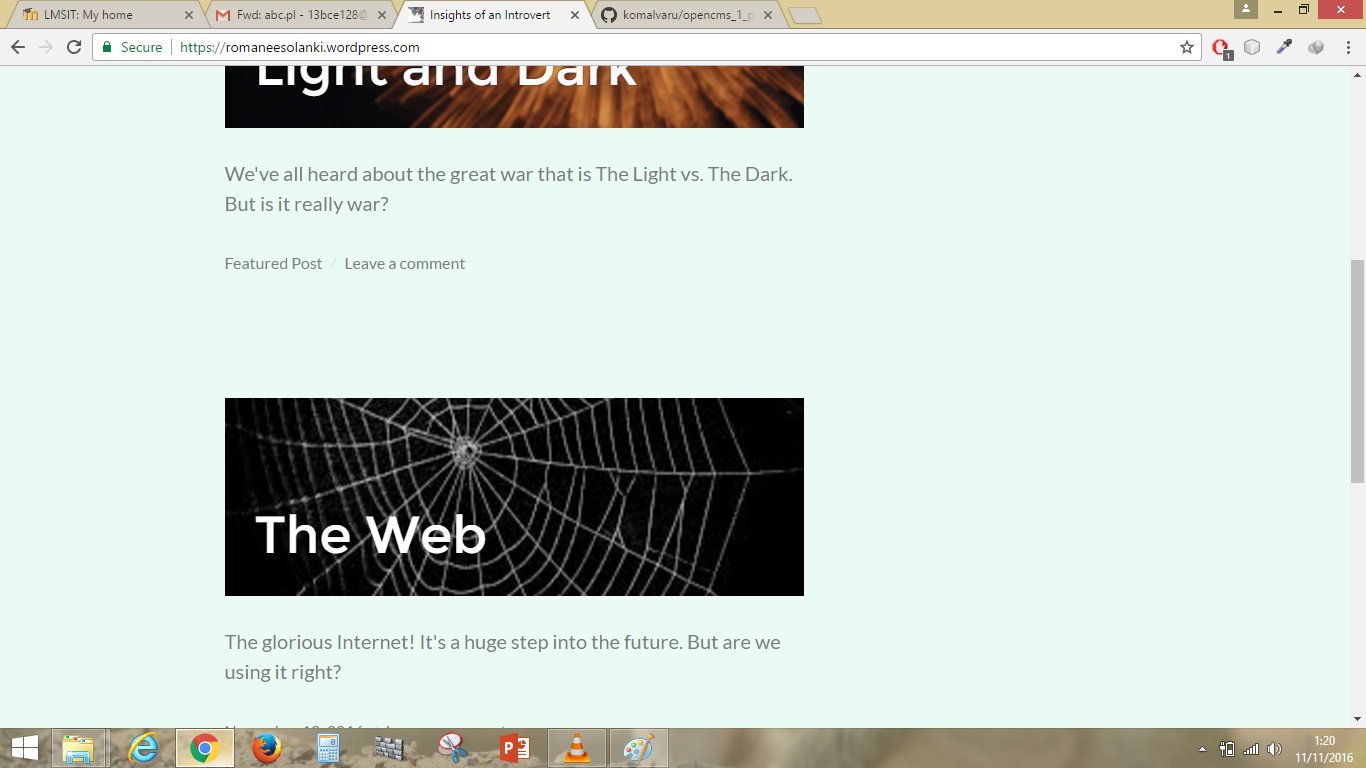 LMSIT: My home
Fwd: abc.pl - 13bce128@
Insights of an Introvert
komalvaru/opencms_1_p
Secure
https://romaneesolanki.wordpress.com
1
Light and Dark
We've all heard about the great war that is The Light vs. The Dark.
But is it really war?
Featured Post / Leave a comment
The Web
The glorious Internet! It's a huge step into the future. But are we
using it right?
1:20
11/11/2016